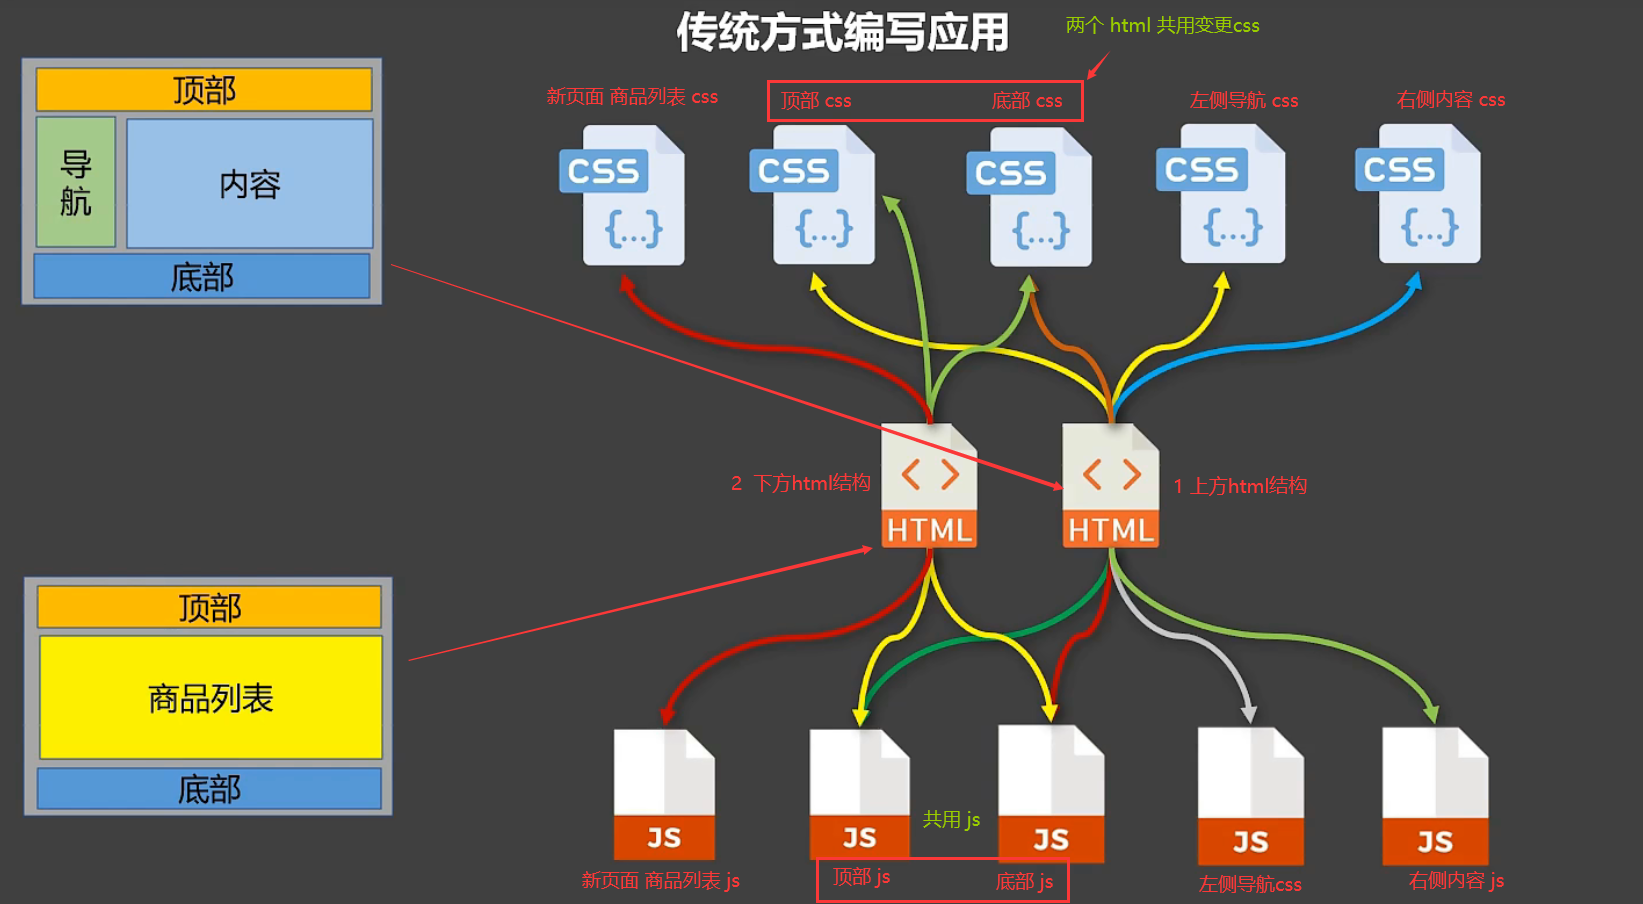 传统方式编写应用
两个 html 共用变更css
顶部
导航
内容
底部
新页面 商品列表 css
顶部 css
底部 css
左侧导航 css
右侧内容 css
CSS
{...}
CSS
{...}
CSS
{...}
CSS
{...}
CSS
{...}
2 下方html结构
< >
HTML
< >
HTML
1 上方html结构
顶部
商品列表
底部
JS
JS
共用 js
JS
JS
JS
新页面 商品列表 js
顶部 js
底部 js
左侧导航css
右侧内容 js